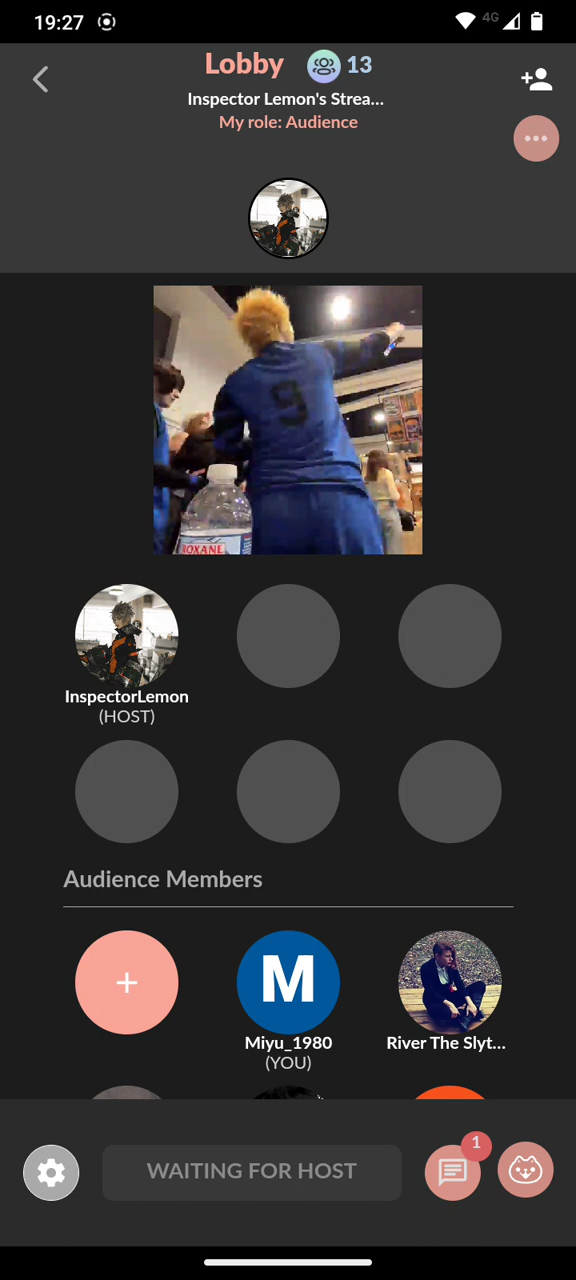 19:27
4G
Lobby 13
Inspector Lemon's Strea...
My role: Audience
9
ROXANE
InspectorLemon
(HOST)
Audience Members
M
Miyu_1980
(YOU)
River The Slyt...
WAITING FOR HOST
1